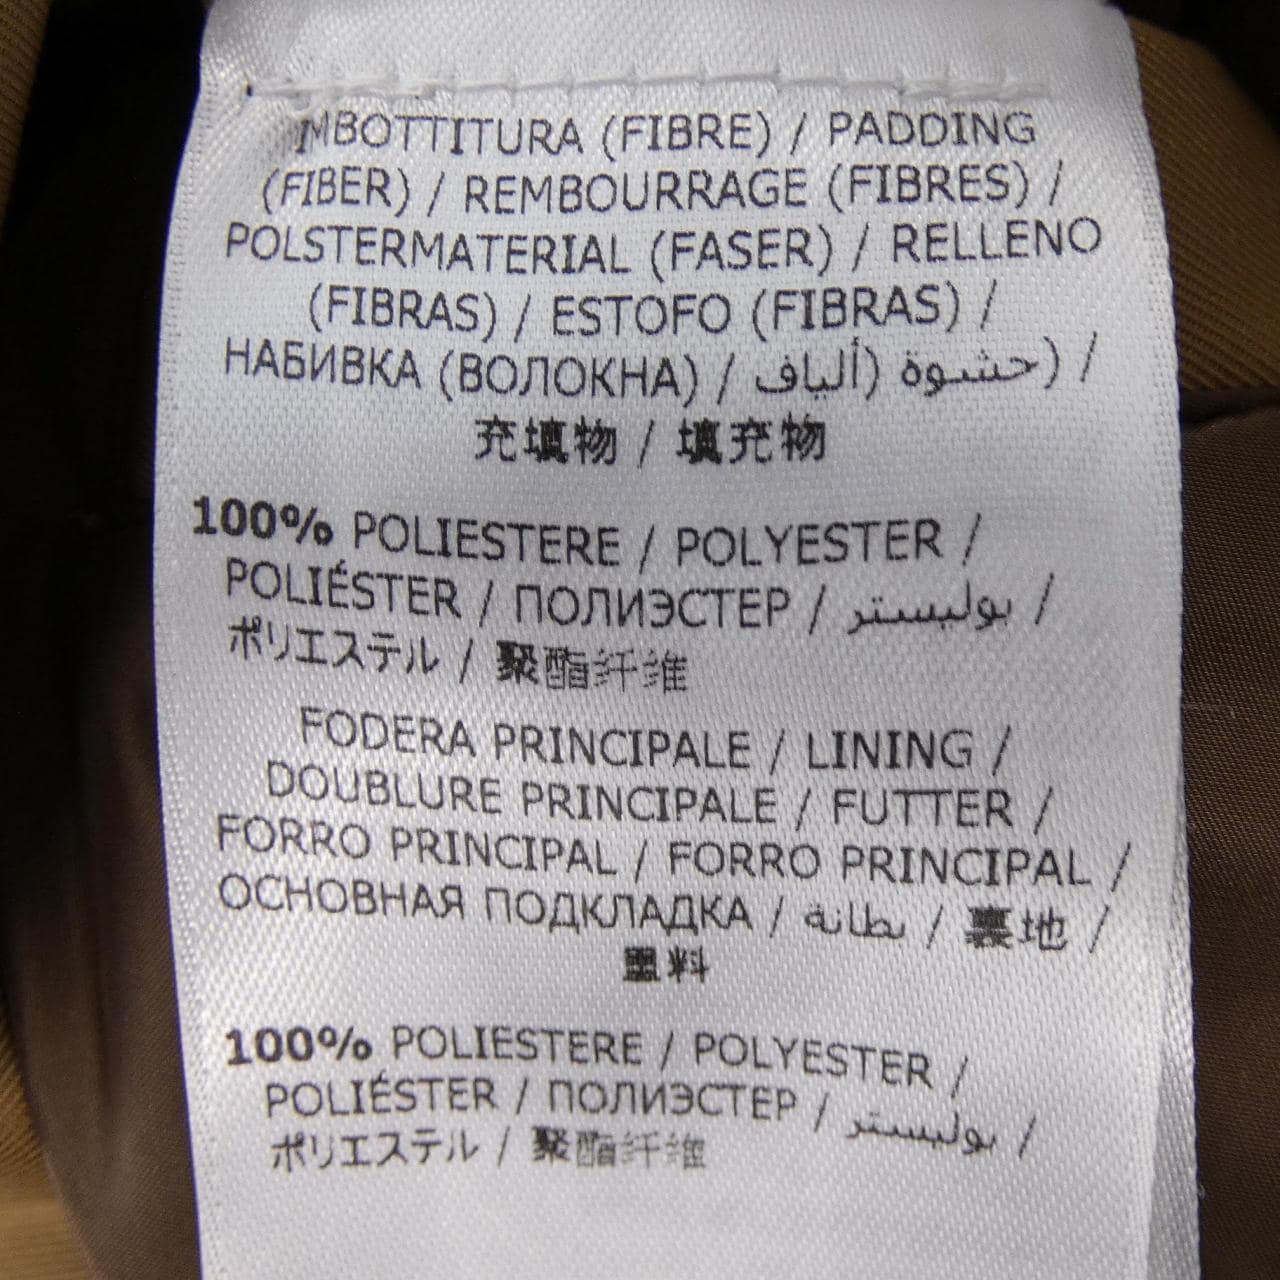 MBOTTITURA (FIBRE) / PADDING
(FIBER) / REMBOURRAGE (FIBRES) /
POLSTERMATERIAL (FASER) / RELLENO
(FIBRAS) / ESTOFO (FIBRAS) /
НАБИВКА (ВОЛОКНА) / حشوة (ألياف) /
充填物 / 填充物
100% POLIESTERE / POLYESTER /
POLIÉSTER / ПОЛИЭСТЕР / بوليستر /
ポリエステル / 聚酯纤维
FODERA PRINCIPALE / LINING /
DOUBLURE PRINCIPALE / FUTTER /
FORRO PRINCIPAL / FORRO PRINCIPAL /
ОСНОВНАЯ ПОДКЛАДКА / بطانة / 裏地 /
里料
100% POLIESTERE / POLYESTER /
POLIÉSTER / ПОЛИЭСТЕР / بوليستر /
ポリエステル / 聚酯纤维